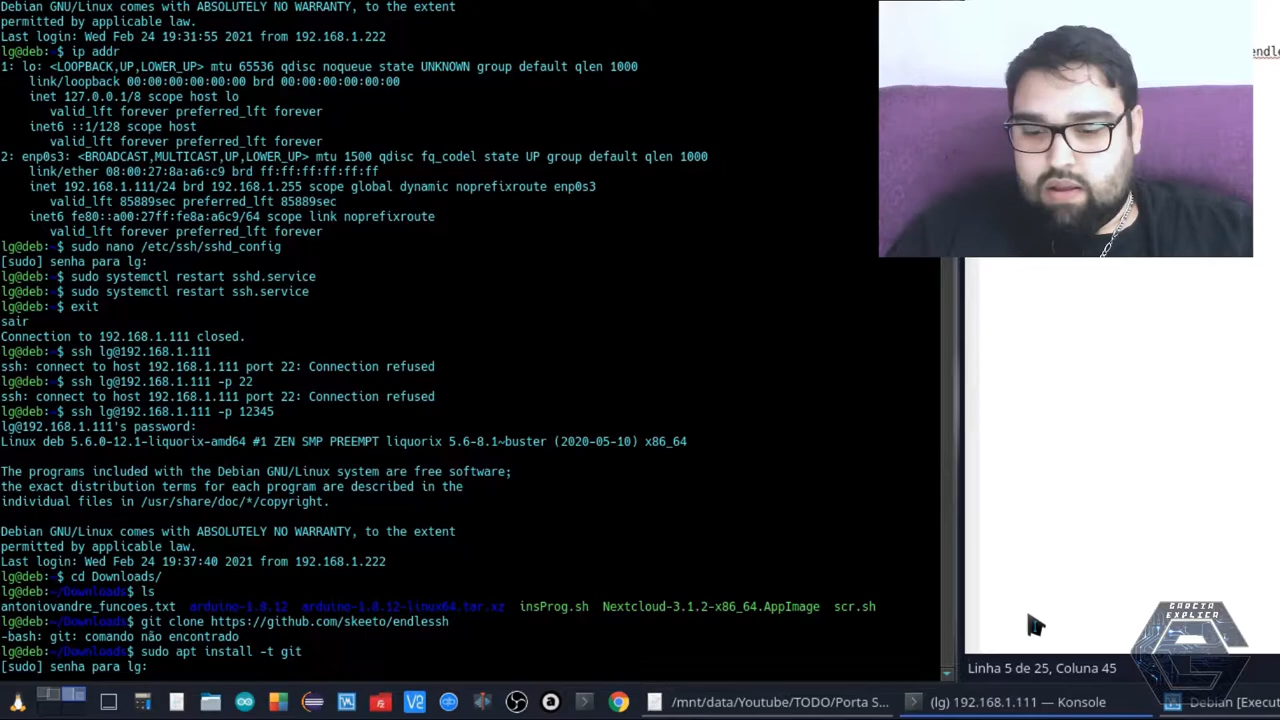 Debian GNU/Linux comes with ABSOLUTELY NO WARRANTY, to the extent
permitted by applicable law.
Last login: Wed Feb 24 19:31:55 2021 from 192.168.1.222
lg@deb:~$ ip addr
1: lo: <LOOPBACK,UP,LOWER_UP> mtu 65536 qdisc noqueue state UNKNOWN group default qlen 1000
link/loopback 00:00:00:00:00:00 brd 00:00:00:00:00:00
inet 127.0.0.1/8 scope host lo
valid_lft forever preferred_lft forever
inet6 ::1/128 scope host
valid_lft forever preferred_lft forever
2: enp0s3: <BROADCAST,MULTICAST,UP,LOWER_UP> mtu 1500 qdisc fq_codel state UP group default qlen 1000
link/ether 08:00:27:8a:a6:c9 brd ff:ff:ff:ff:ff:ff
inet 192.168.1.111/24 brd 192.168.1.255 scope global dynamic noprefixroute enp0s3
valid_lft 85889sec preferred_lft 85889sec
inet6 fe80::a00:27ff:fe8a:a6c9/64 scope link noprefixroute
valid_lft forever preferred_lft forever
lg@deb:~$ sudo nano /etc/ssh/sshd_config
[sudo] senha para lg:
lg@deb:~$ sudo systemctl restart sshd.service
lg@deb:~$ sudo systemctl restart ssh.service
lg@deb:~$ exit
sair
Connection to 192.168.1.111 closed.
lg@deb:~$ ssh lg@192.168.1.111
ssh: connect to host 192.168.1.111 port 22: Connection refused
lg@deb:~$ ssh lg@192.168.1.111 -p 22
ssh: connect to host 192.168.1.111 port 22: Connection refused
lg@deb:~$ ssh lg@192.168.1.111 -p 12345
lg@192.168.1.111's password:
Linux deb 5.6.0-12.1-liquorix-amd64 #1 ZEN SMP PREEMPT liquorix 5.6-8.1~buster (2020-05-10) x86_64
The programs included with the Debian GNU/Linux system are free software;
the exact distribution terms for each program are described in the
individual files in /usr/share/doc/*/copyright.
Debian GNU/Linux comes with ABSOLUTELY NO WARRANTY, to the extent
permitted by applicable law.
Last login: Wed Feb 24 19:37:40 2021 from 192.168.1.222
lg@deb:~$ cd Downloads/
lg@deb:~/Downloads$ ls
antoniovandre_funcoes.txt arduino-1.8.12 arduino-1.8.12-linux64.tar.xz insProg.sh Nextcloud-3.1.2-x86_64.AppImage scr.sh
lg@deb:~/Downloads$ git clone https://github.com/skeeto/endlessh
-bash: git: comando não encontrado
lg@deb:~/Downloads$ sudo apt install -t git
[sudo] senha para lg:
endle
Linha 5 de 25, Coluna 45
GARCIA
EXPLICA
/mnt/data/Youtube/TODO/Porta S...
(lg) 192.168.1.111 — Konsole
Debian [Execut